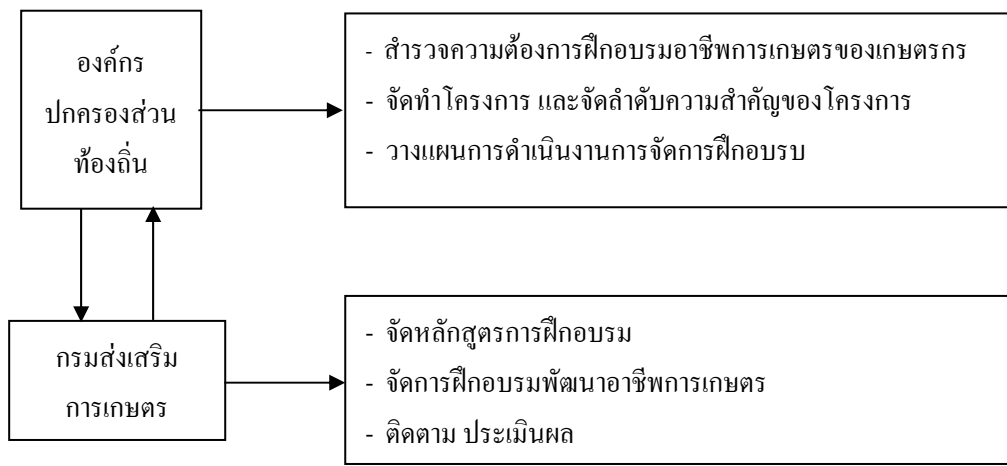 องค์กร
ปกครองส่วน
ท้องถิ่น
- สำรวจความต้องการฝึกอบรมอาชีพการเกษตรของเกษตรกร
- จัดทำโครงการ และจัดลำดับความสำคัญของโครงการ
- วางแผนการดำเนินงานการจัดการฝึกอบรบ
กรมส่งเสริม
การเกษตร
- จัดหลักสูตรการฝึกอบรม
- จัดการฝึกอบรมพัฒนาอาชีพการเกษตร
- ติดตาม ประเมินผล